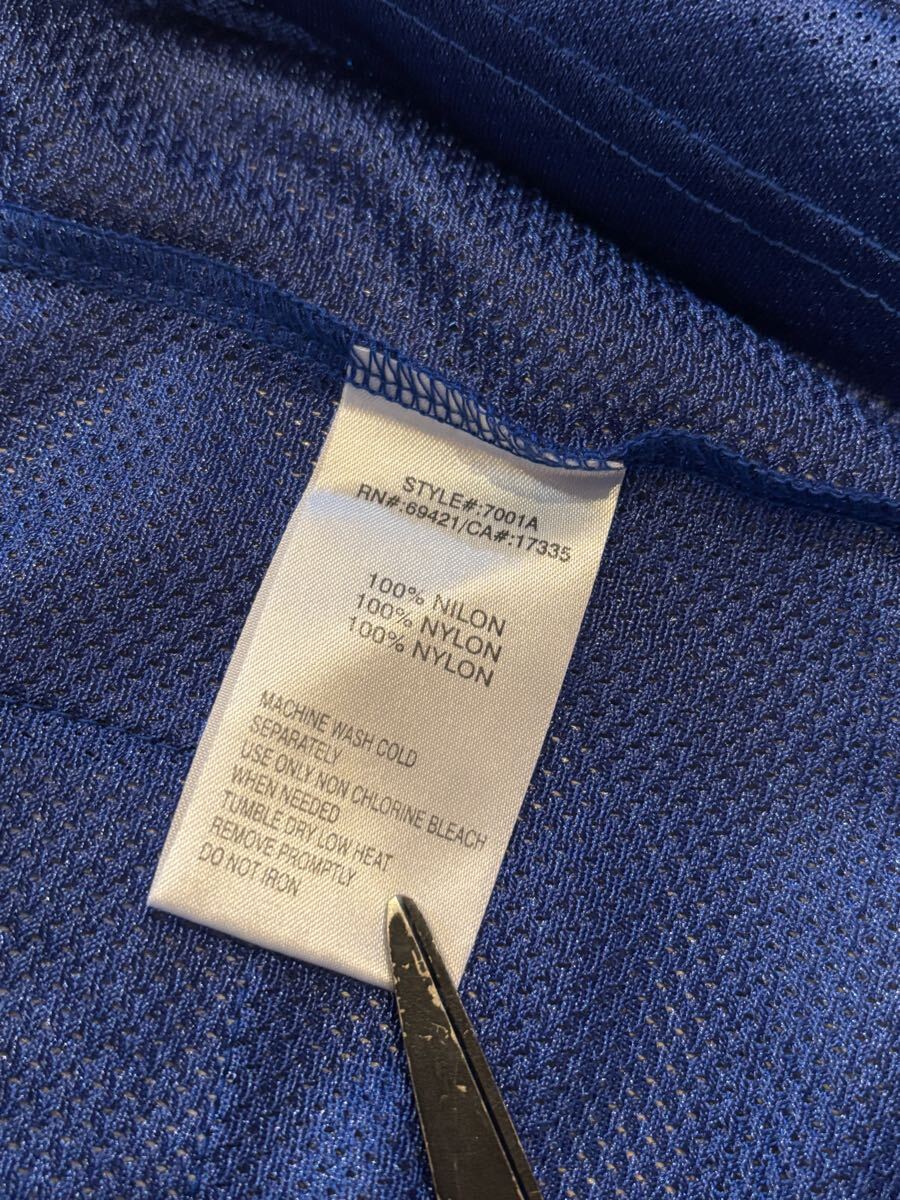 STYLE#:7001A
RN#:69421/CA#:17335
100% NILON
100% NYLON
100% NYLON
MACHINE WASH COLD
SEPARATELY
USE ONLY NON CHLORINE BLEACH
WHEN NEEDED
TUMBLE DRY LOW HEAT
REMOVE PROMPTLY
DO NOT IRON